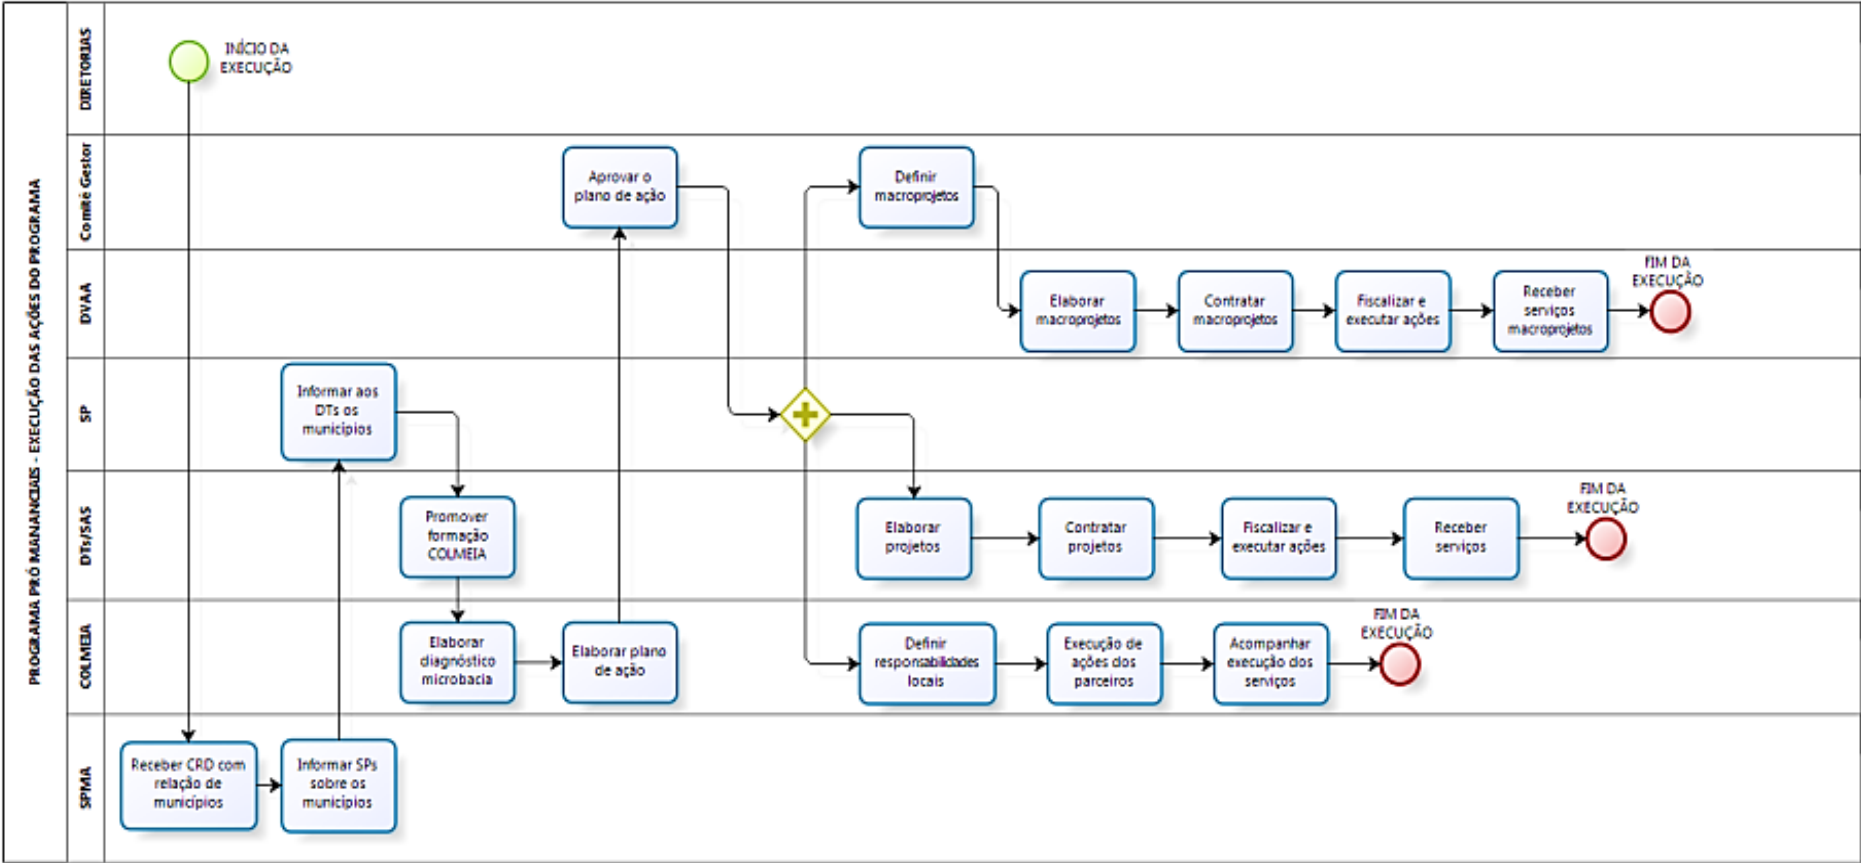 PROGRAMA PRÓ MANANCIAIS - EXECUÇÃO DAS AÇÕES DO PROGRAMA
DIRETORIAS
INÍCIO DA
EXECUÇÃO
Comitê Gestor
Aprovar o
plano de ação
Definir
macroprojetos
DVAA
Elaborar
macroprojetos
Contratar
macroprojetos
Fiscalizar e
executar ações
Receber
serviços
macroprojetos
FIM DA
EXECUÇÃO
SP
Informar aos
DTs os
municípios
DTs/SAS
Promover
formação
COLMEIA
Elaborar
projetos
Contratar
projetos
Fiscalizar e
executar ações
Receber
serviços
FIM DA
EXECUÇÃO
COLMEIA
Elaborar
diagnóstico
microbacia
Elaborar plano
de ação
Definir
responsabilidades
locais
Execução de
ações dos
parceiros
Acompanhar
execução dos
serviços
FIM DA
EXECUÇÃO
SPMA
Receber CRD com
relação de
municípios
Informar SPs
sobre os
municípios